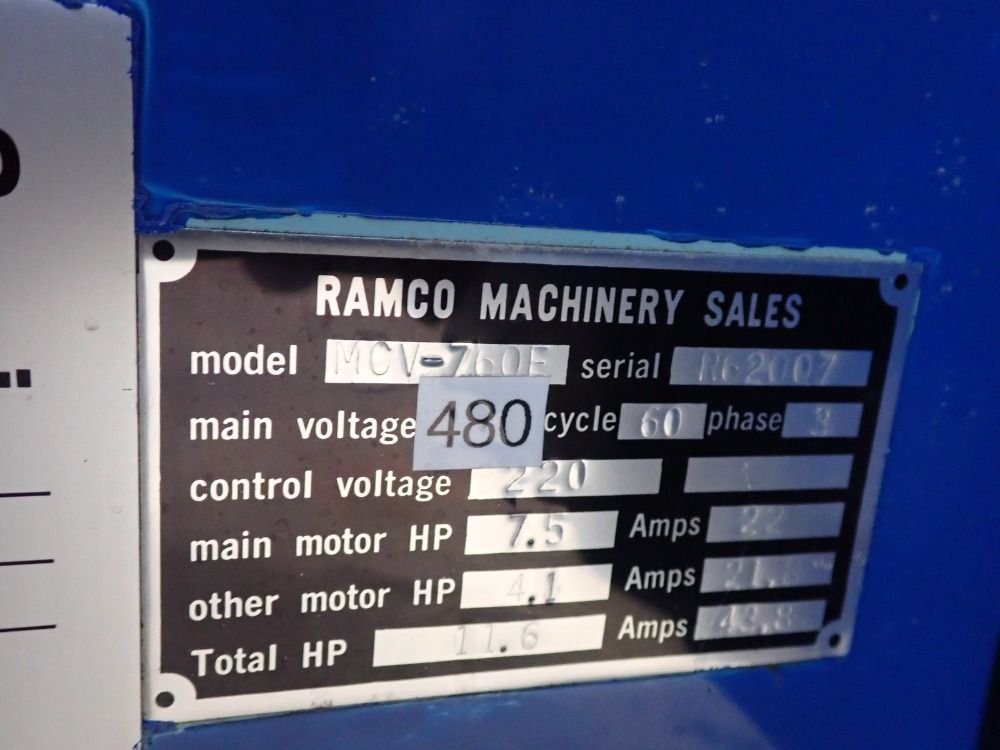 RAMCO MACHINERY SALES
model MCV-760E serial R62007
main voltage 480 cycle 60 phase 3
control voltage 220
main motor HP 7.5 Amps 22
other motor HP 4.1 Amps 21.8
Total HP 11.6 Amps 43.8